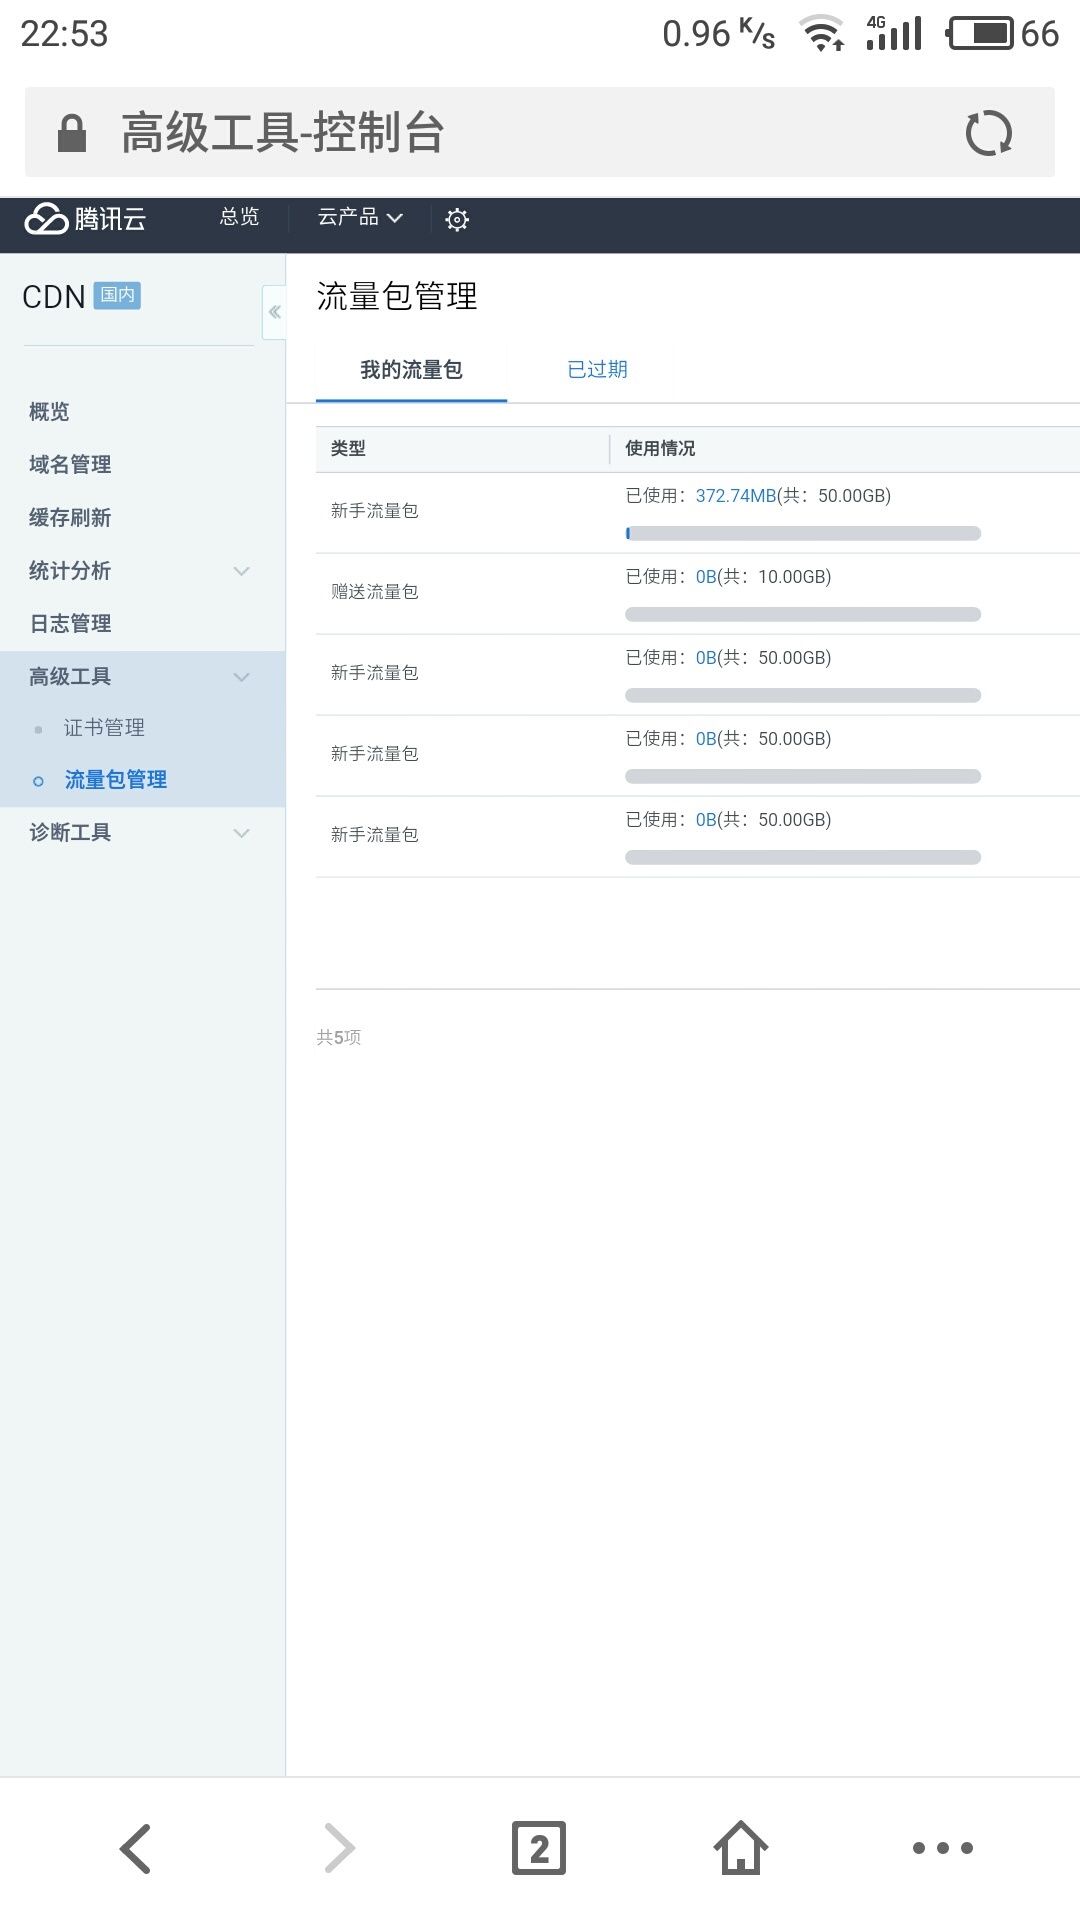 22:53 0.96 K/s 4G 66
高级工具-控制台
腾讯云 总览 云产品
CDN 国内
流量包管理
我的流量包 已过期
概览
域名管理
缓存刷新
统计分析
日志管理
高级工具
证书管理
流量包管理
诊断工具
类型 使用情况
新手流量包 已使用：372.74MB(共：50.00GB)
赠送流量包 已使用：0B(共：10.00GB)
新手流量包 已使用：0B(共：50.00GB)
新手流量包 已使用：0B(共：50.00GB)
新手流量包 已使用：0B(共：50.00GB)
共5项
2